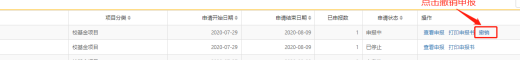 点击撤销申报
项目分类 申请开始日期 申请结束日期 已申报数 申请状态 操作
校基金项目 2020-07-29 2020-08-09 1 申报中 查看申报 打印申报书 撤销
校基金项目 2020-07-29 2020-08-09 1 已停止 查看申报 打印申报书